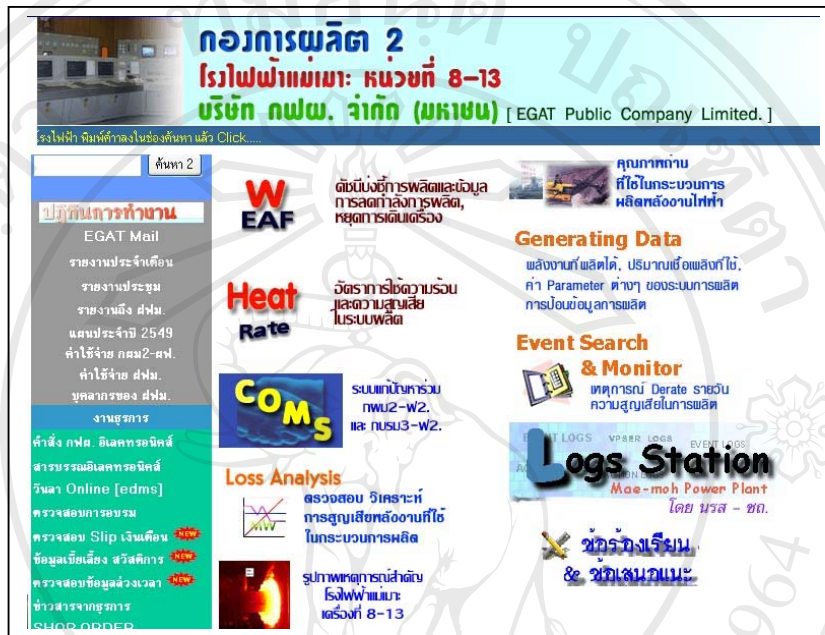 กองการผลิต 2
โรงไฟฟ้าแม่เมาะ หน่วยที่ 8-13
บริษัท กฟผ. จำกัด (มหาชน) [ EGAT Public Company Limited. ]
โรงไฟฟ้า พิมพ์คำลงในช่องค้นหา แล้ว Click.....
ค้นหา 2
ปฏิทินการทำงาน
EGAT Mail
รายงานประจำเดือน
รายงานประชุม
รายงานถึง ฝฟม.
แผนประจำปี 2549
ค่าใช้จ่าย กผม2-ฟฟ.
ค่าใช้จ่าย ฝฟม.
บุคลากรของ ฝฟม.
งานธุรการ
คำสั่ง กฟผ. อิเลคทรอนิคส์
สารบรรณอิเลคทรอนิคส์
วันลา Online [edms]
ตรวจสอบการอบรม
ตรวจสอบ Slip เงินเดือน NEW
ข้อมูลเบี้ยเลี้ยง สวัสดิการ NEW
ตรวจสอบข้อมูลล่วงเวลา NEW
ข่าวสารจากธุรการ
SHOP ORDER
W
EAF
ดัชนีบ่งชี้การผลิตและข้อมูล
การลดกำลังการผลิต,
หยุดการเดินเครื่อง
Heat
Rate
อัตราการใช้ความร้อน
และความสูญเสีย
ในระบบผลิต
COMS
ระบบแก้ปัญหาร่วม
กผม2-ฟ2.
และ กบรม3-ฟ2.
Loss Analysis
MW
ตรวจสอบ วิเคราะห์
การสูญเสียพลังงานที่ใช้
ในกระบวนการผลิต
รูปภาพเหตุการณ์สำคัญ
โรงไฟฟ้าแม่เมาะ
เครื่องที่ 8-13
คุณภาพถ่าน
ที่ใช้ในกระบวนการ
ผลิตพลังงานไฟฟ้า
Generating Data
พลังงานที่ผลิตได้, ปริมาณเชื้อเพลิงที่ใช้,
ค่า Parameter ต่างๆ ของระบบการผลิต
การป้อนข้อมูลการผลิต
Event Search
& Monitor
เหตุการณ์ Derate รายวัน
ความสูญเสียในการผลิต
Logs Station
Mae-moh Power Plant
โดย นรส - ชถ.
ข้อร้องเรียน
& ข้อเสนอแนะ